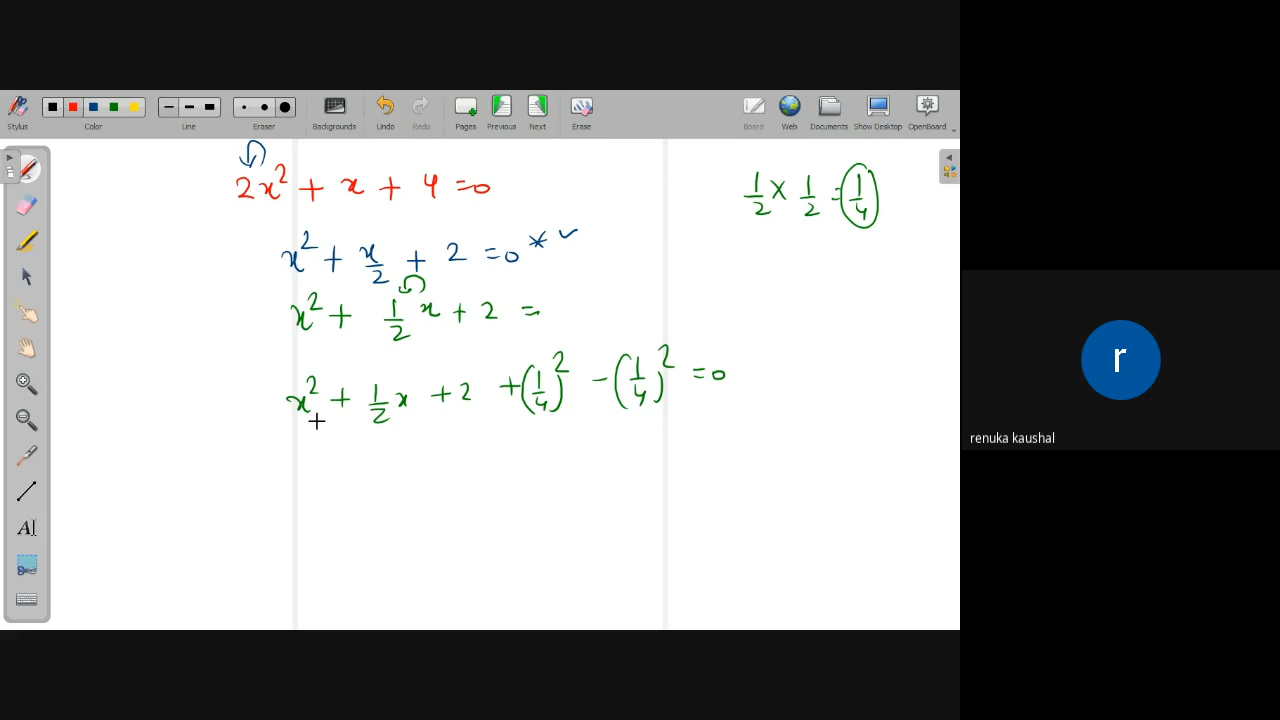 Stylus Color Line Eraser Backgrounds Undo Redo Pages Previous Next Erase Board Web Documents Show Desktop OpenBoard
2x² + x + 4 = 0
1/2 × 1/2 = 1/4
x² + x/2 + 2 = 0 * ✓
x² + 1/2 x + 2 =
x² + 1/2 x + 2 + (1/4)² - (1/4)² = 0
r
renuka kaushal